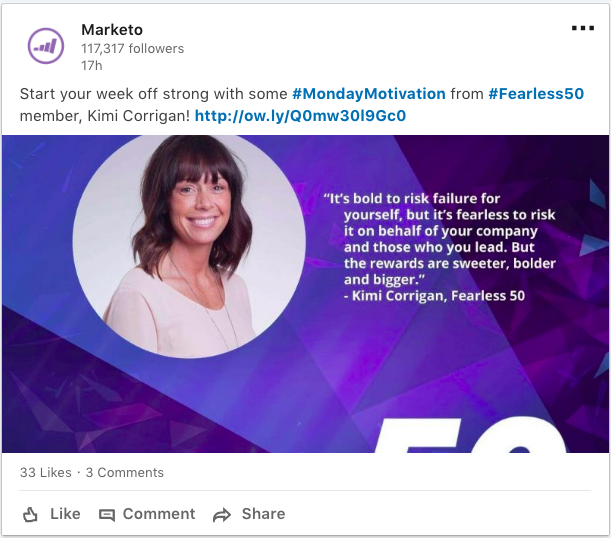 Marketo
117,317 followers
17h
Start your week off strong with some #MondayMotivation from #Fearless50
member, Kimi Corrigan! http://ow.ly/Q0mw30l9Gc0
“It’s bold to risk failure for
yourself, but it’s fearless to risk
it on behalf of your company
and those who you lead. But
the rewards are sweeter, bolder
and bigger.”
- Kimi Corrigan, Fearless 50
50
33 Likes · 3 Comments
Like Comment Share